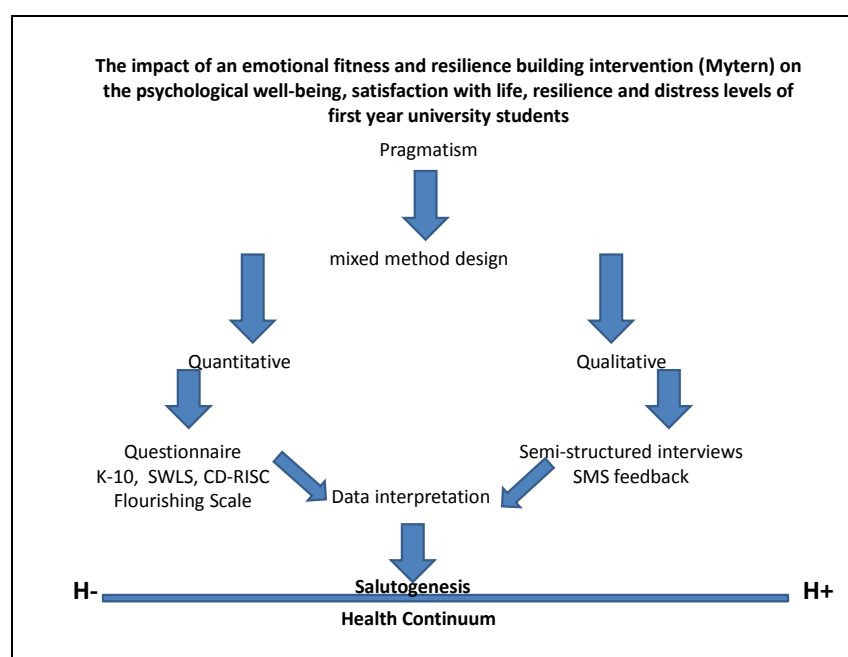 The impact of an emotional fitness and resilience building intervention (Mytern) on
the psychological well-being, satisfaction with life, resilience and distress levels of
first year university students
Pragmatism
mixed method design
Quantitative
Qualitative
Questionnaire
K-10, SWLS, CD-RISC
Flourishing Scale
Semi-structured interviews
SMS feedback
Data interpretation
H-
Salutogenesis
H+
Health Continuum